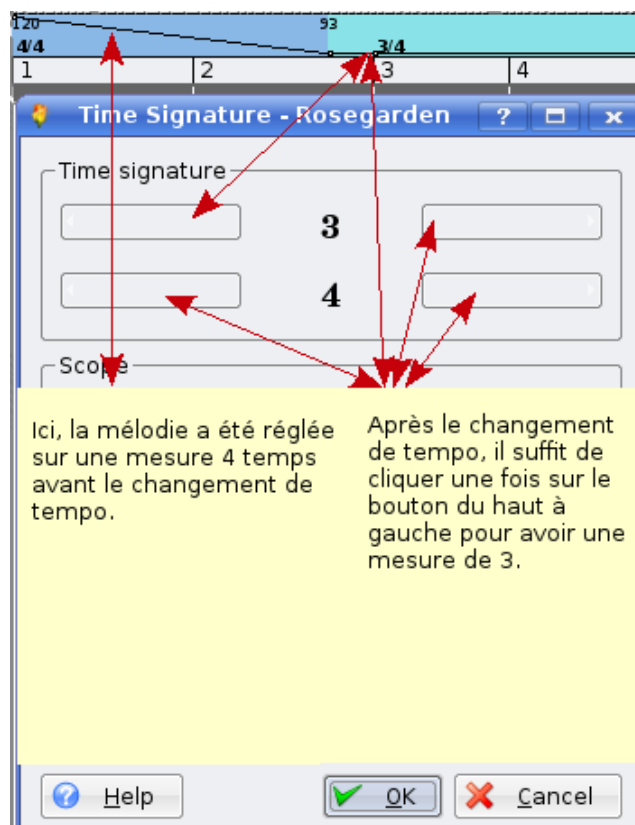 120 93
4/4 3/4
1 2 3 4
Time Signature - Rosegarden ?
Time signature
3
4
Scope
Ici, la mélodie a été réglée
sur une mesure 4 temps
avant le changement de
tempo.
Après le changement
de tempo, il suffit de
cliquer une fois sur le
bouton du haut à
gauche pour avoir une
mesure de 3.
Help OK Cancel